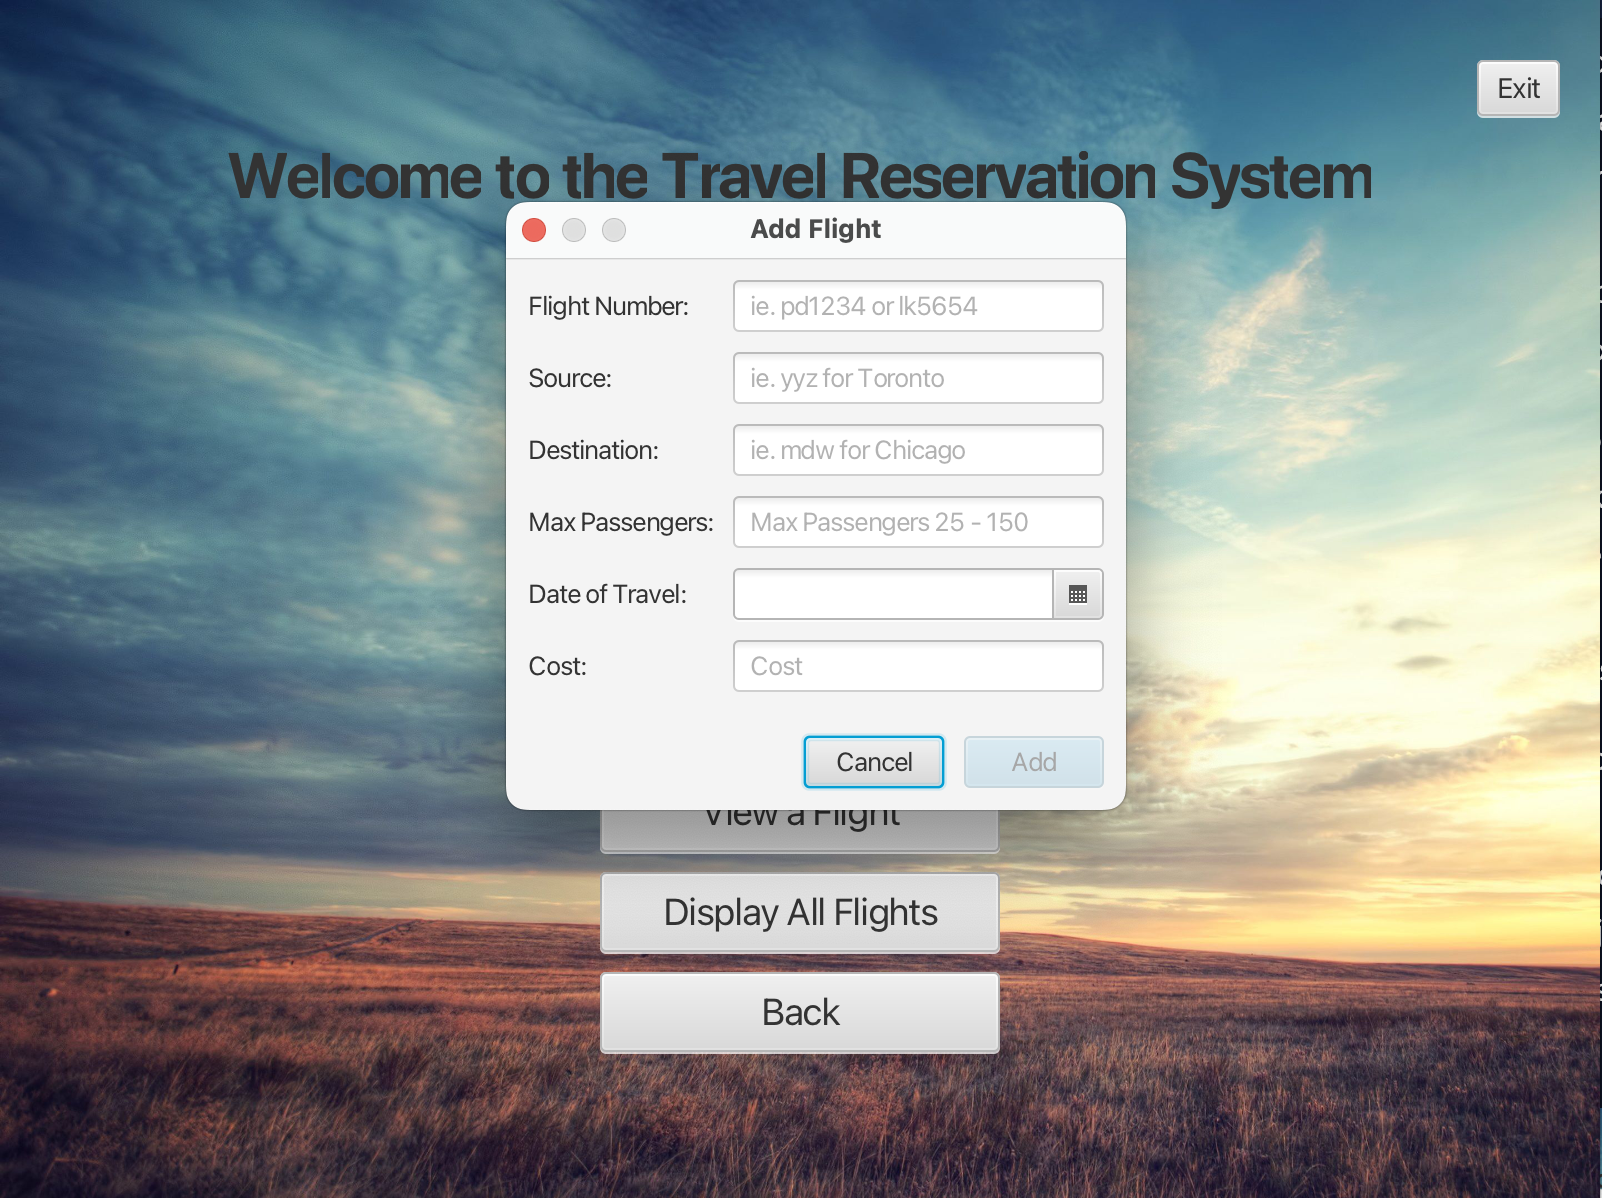 Exit
Welcome to the Travel Reservation System
Add Flight
Flight Number: ie. pd1234 or lk5654
Source: ie. yyz for Toronto
Destination: ie. mdw for Chicago
Max Passengers: Max Passengers 25 - 150
Date of Travel:
Cost: Cost
Cancel Add
View a Flight
Display All Flights
Back